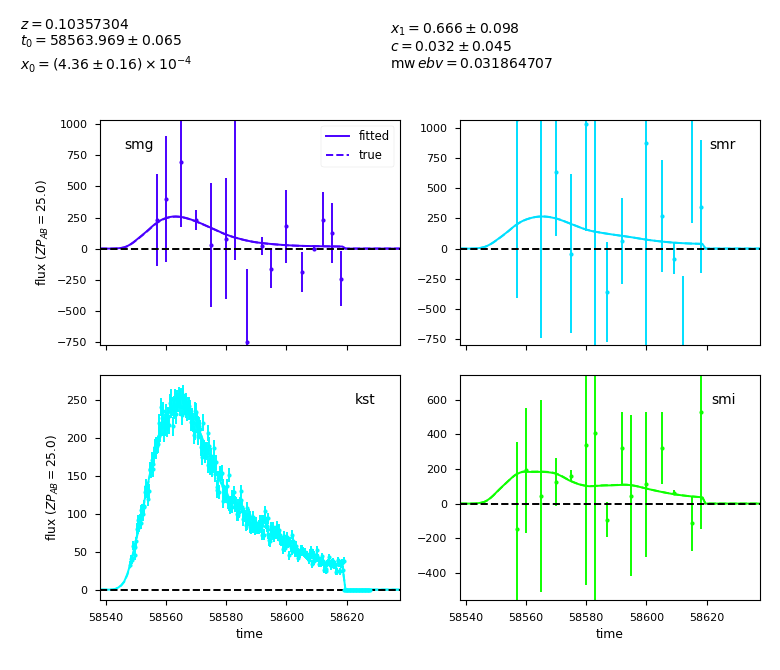 z = 0.10357304
t₀ = 58563.969 ± 0.065
x₀ = (4.36 ± 0.16) × 10⁻⁴
x₁ = 0.666 ± 0.098
c = 0.032 ± 0.045
mw ebv = 0.031864707
smg
fitted
true
1000
750
500
250
0
−250
−500
−750
flux (ZP_AB = 25.0)
smr
1000
750
500
250
0
−250
−500
−750
kst
250
200
150
100
50
0
flux (ZP_AB = 25.0)
58540 58560 58580 58600 58620
time
smi
600
400
200
0
−200
−400
58540 58560 58580 58600 58620
time